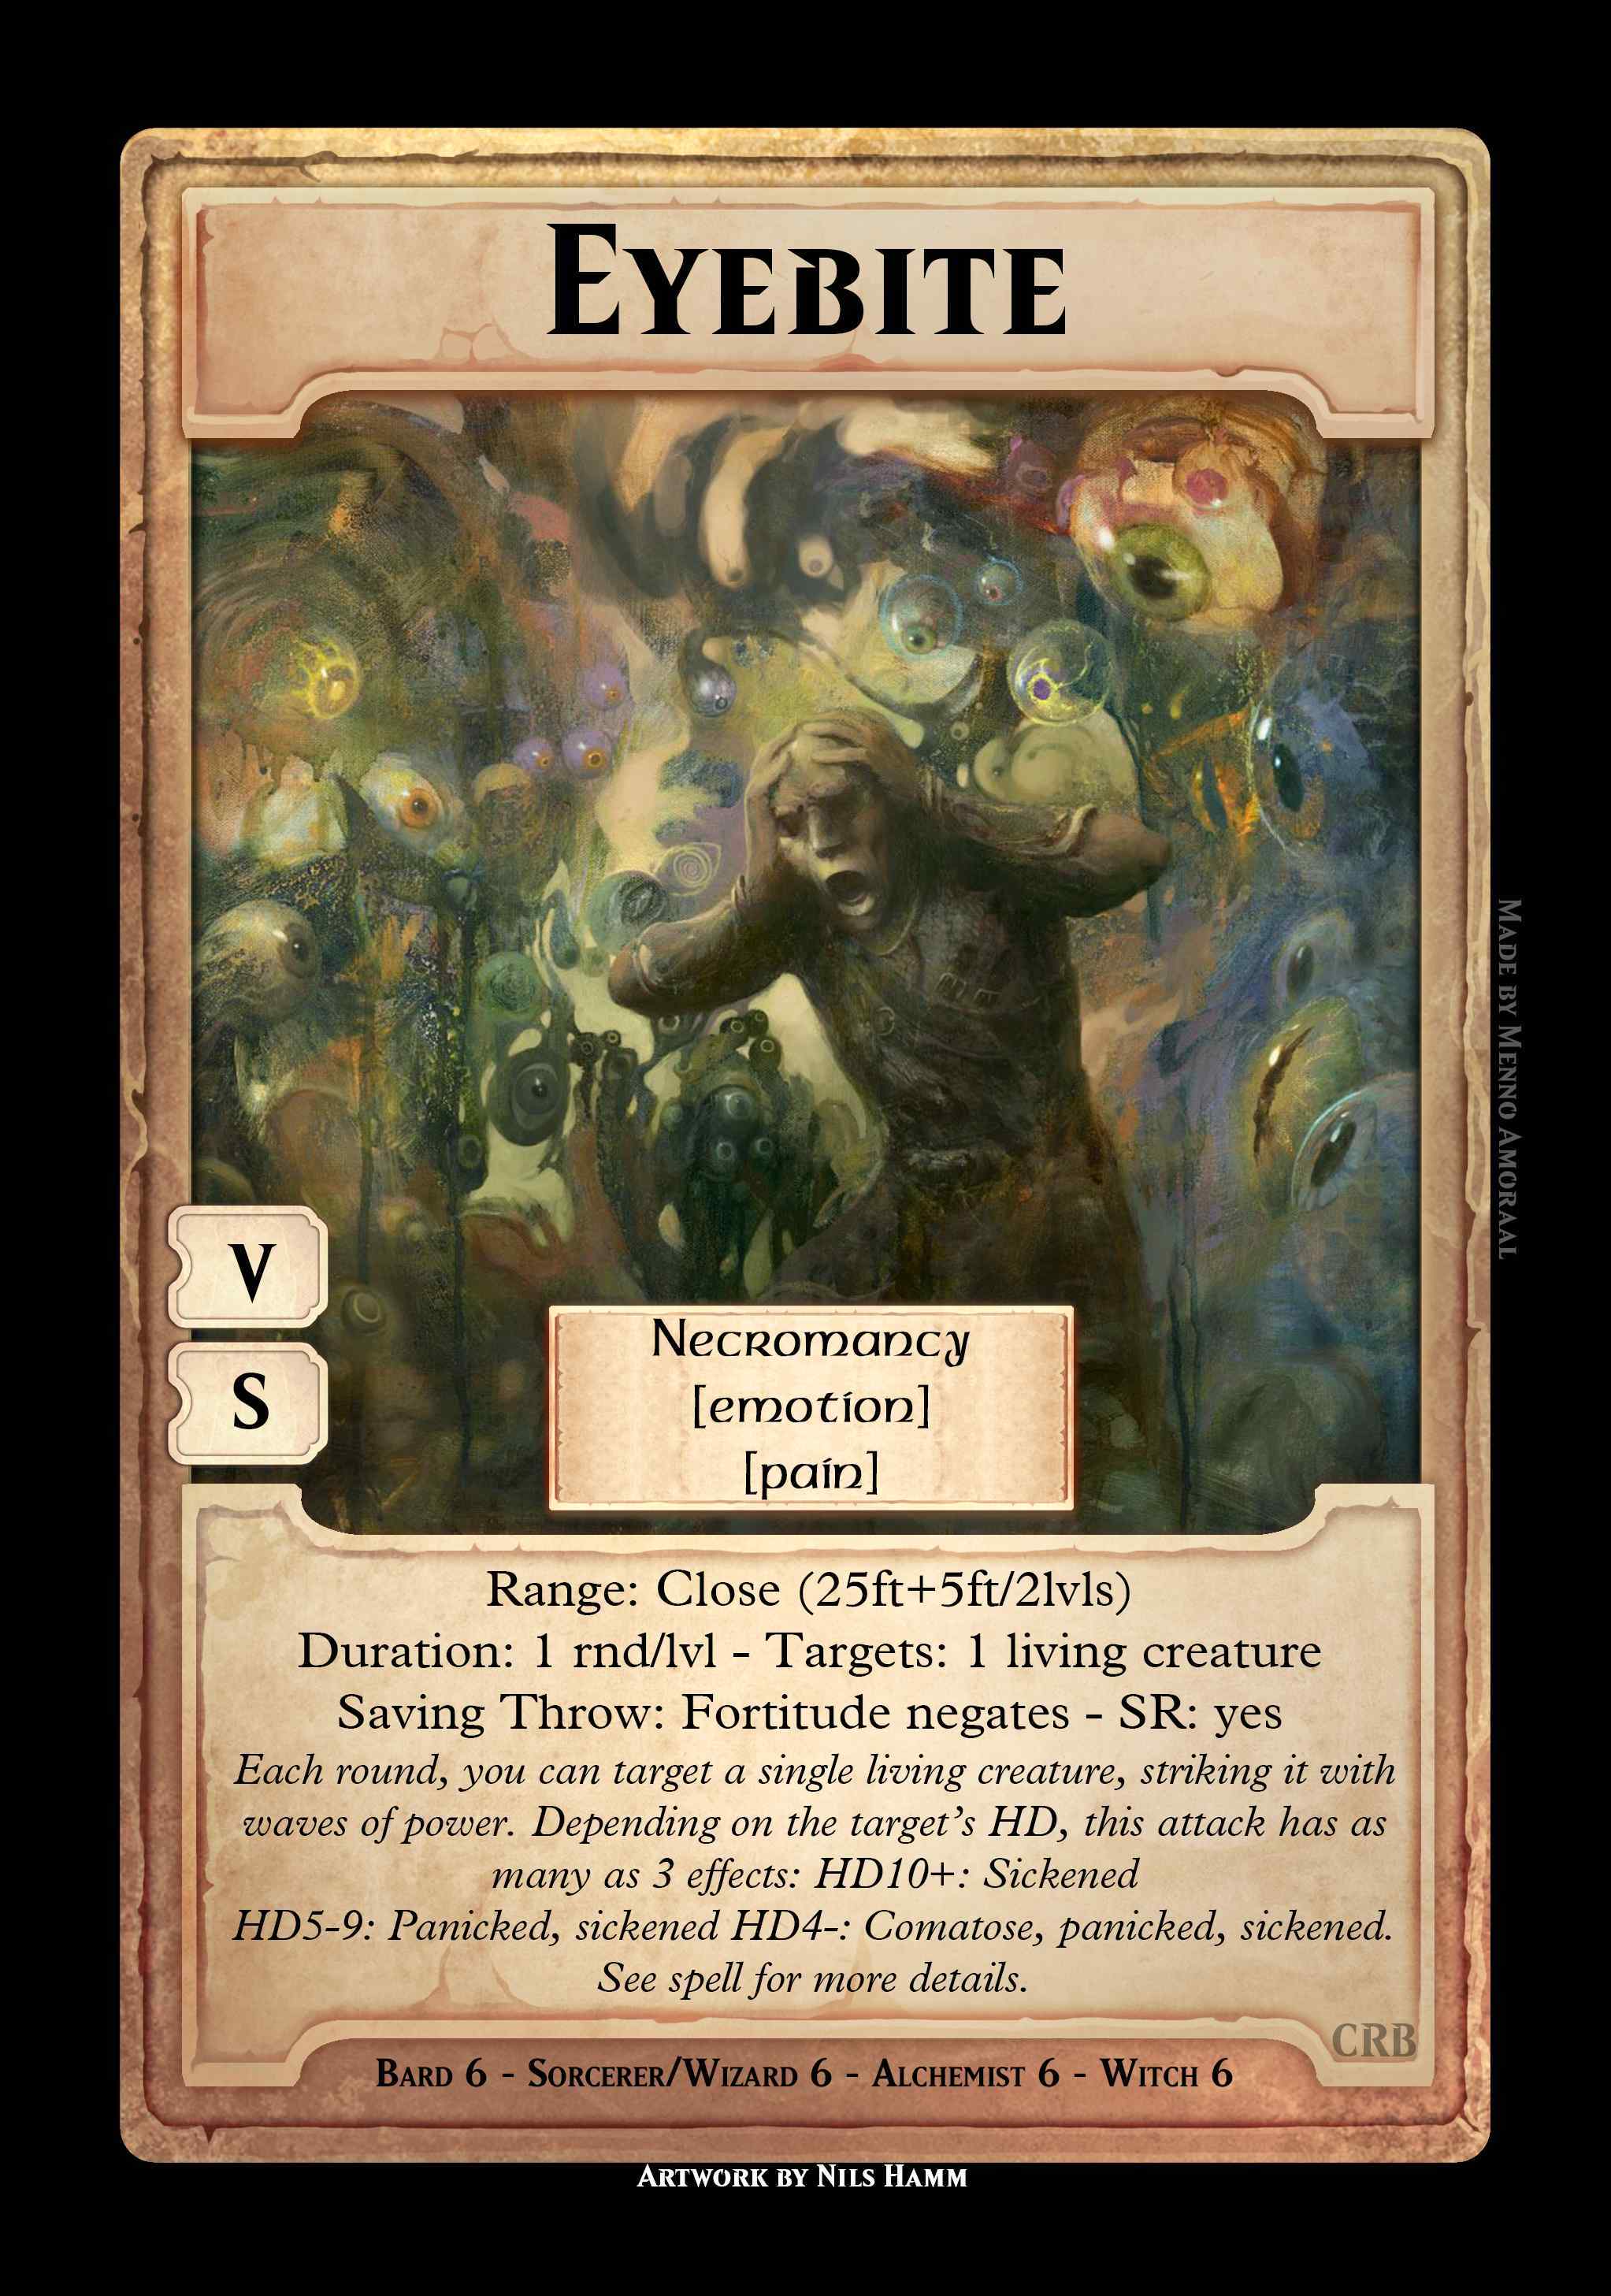 Eyebite
V
S
Necromancy
[emotion]
[pain]
Range: Close (25ft+5ft/2lvls)
Duration: 1 rnd/lvl - Targets: 1 living creature
Saving Throw: Fortitude negates - SR: yes
Each round, you can target a single living creature, striking it with
waves of power. Depending on the target's HD, this attack has as
many as 3 effects: HD10+: Sickened
HD5-9: Panicked, sickened HD4-: Comatose, panicked, sickened.
See spell for more details.
CRB
Bard 6 - Sorcerer/Wizard 6 - Alchemist 6 - Witch 6
Artwork by Nils Hamm
Made by Menno Amoraal